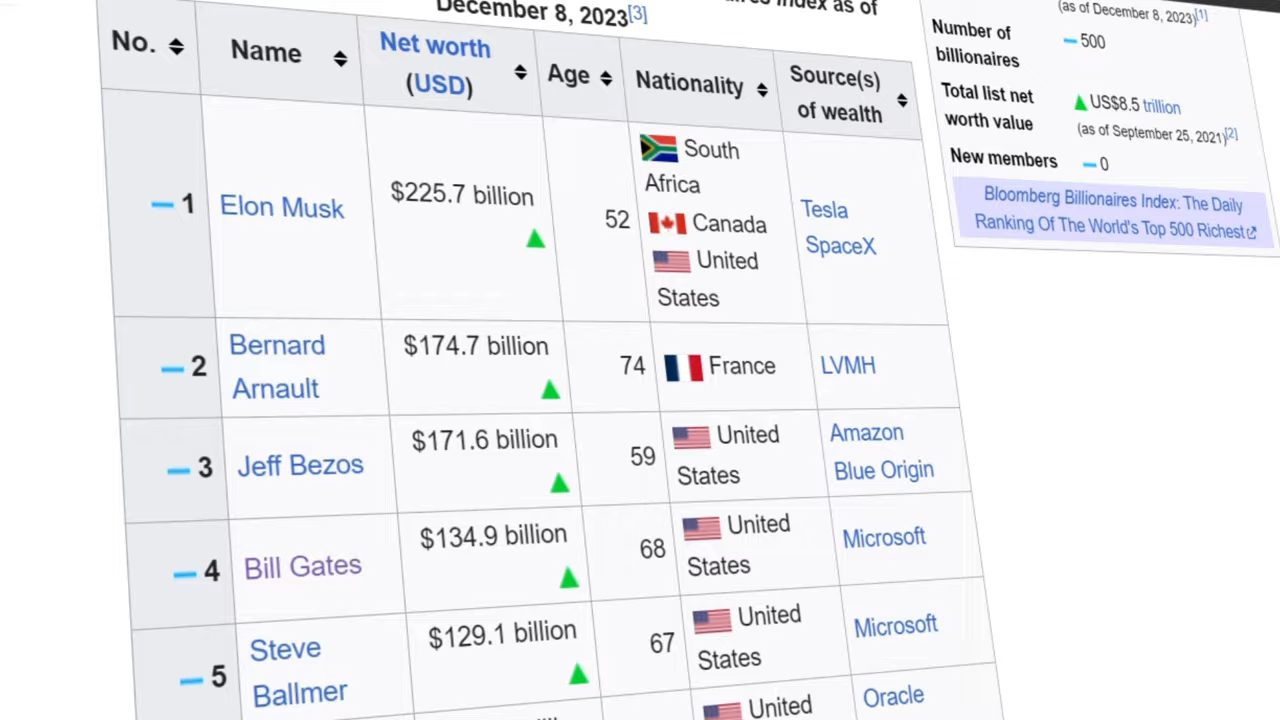 Index as of
December 8, 2023[3]
No. Name Net worth (USD) Age Nationality Source(s) of wealth
1 Elon Musk $225.7 billion 52 South Africa Canada United States Tesla SpaceX
2 Bernard Arnault $174.7 billion 74 France LVMH
3 Jeff Bezos $171.6 billion 59 United States Amazon Blue Origin
4 Bill Gates $134.9 billion 68 United States Microsoft
5 Steve Ballmer $129.1 billion 67 United States Microsoft
United Oracle
(as of December 8, 2023)[1]
Number of billionaires 500
Total list net worth value US$8.5 trillion
(as of September 25, 2021)[2]
New members 0
Bloomberg Billionaires Index: The Daily
Ranking Of The World's Top 500 Richest